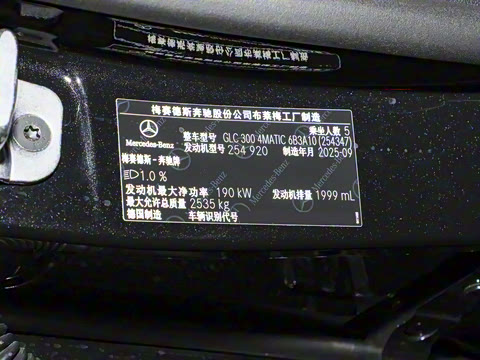 梅赛德斯奔驰股份公司布莱梅工厂制造
乘坐人数 5
Mercedes-Benz
整车型号 GLC 300 4MATIC 6B3A10 (254347)
发动机型号 254 920 制造年月 2025-09
梅赛德斯-奔驰牌
1.0 %
发动机最大净功率 190 kW 发动机排量 1999 mL
最大允许总质量 2535 kg
德国制造 车辆识别代号